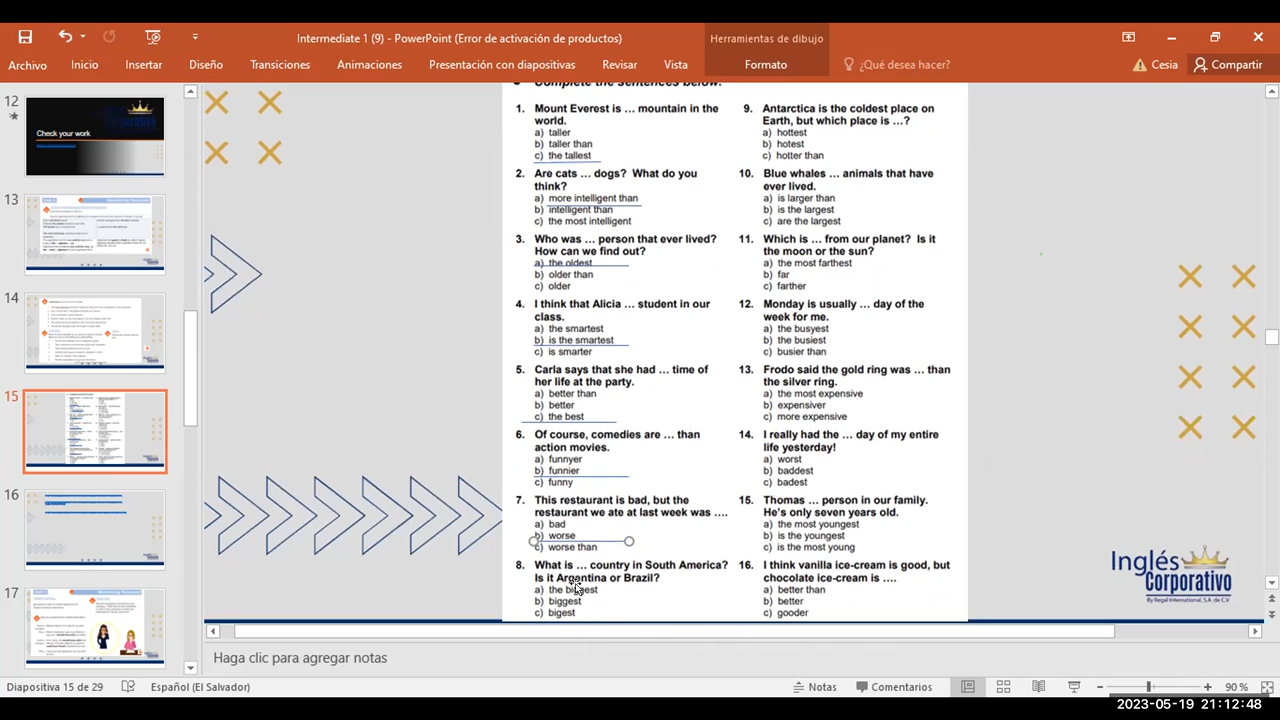 Intermediate 1 (9) - PowerPoint (Error de activación de productos)
Herramientas de dibujo
Archivo Inicio Insertar Diseño Transiciones Animaciones Presentación con diapositivas Revisar Vista Formato ¿Qué desea hacer? Cesia Compartir
12
Check your work
13
14
15
16
17
Complete the sentences below.
1. Mount Everest is … mountain in the
world.
a) taller
b) taller than
c) the tallest
2. Are cats … dogs? What do you
think?
a) more intelligent than
b) intelligent than
c) the most intelligent
3. Who was … person that ever lived?
How can we find out?
a) the oldest
b) older than
c) older
4. I think that Alicia … student in our
class.
a) the smartest
b) is the smartest
c) is smarter
5. Carla says that she had … time of
her life at the party.
a) better than
b) better
c) the best
6. Of course, comedies are … than
action movies.
a) funnyer
b) funnier
c) funny
7. This restaurant is bad, but the
restaurant we ate at last week was ….
a) bad
b) worse
c) worse than
8. What is … country in South America?
Is it Argentina or Brazil?
a) the biggest
b) biggest
c) bigest
9. Antarctica is the coldest place on
Earth, but which place is …?
a) hottest
b) hotest
c) hotter than
10. Blue whales … animals that have
ever lived.
a) is larger than
b) is the largest
c) are the largest
11. Which is … from our planet? Is it
the moon or the sun?
a) the most farthest
b) far
c) farther
12. Monday is usually … day of the
week for me.
a) the busyest
b) the busiest
c) busier than
13. Frodo said the gold ring was … than
the silver ring.
a) the most expensive
b) expensiver
c) more expensive
14. I really had the … day of my entire
life yesterday!
a) worst
b) baddest
c) badest
15. Thomas … person in our family.
He's only seven years old.
a) the most youngest
b) is the youngest
c) is the most young
16. I think vanilla ice-cream is good, but
chocolate ice-cream is ….
a) better than
b) better
c) gooder
Inglés
Corporativo
By Regal International, S.A. de C.V.
Haga clic para agregar notas
Diapositiva 15 de 29 Español (El Salvador) Notas Comentarios 90 %
2023-05-19 21:12:48